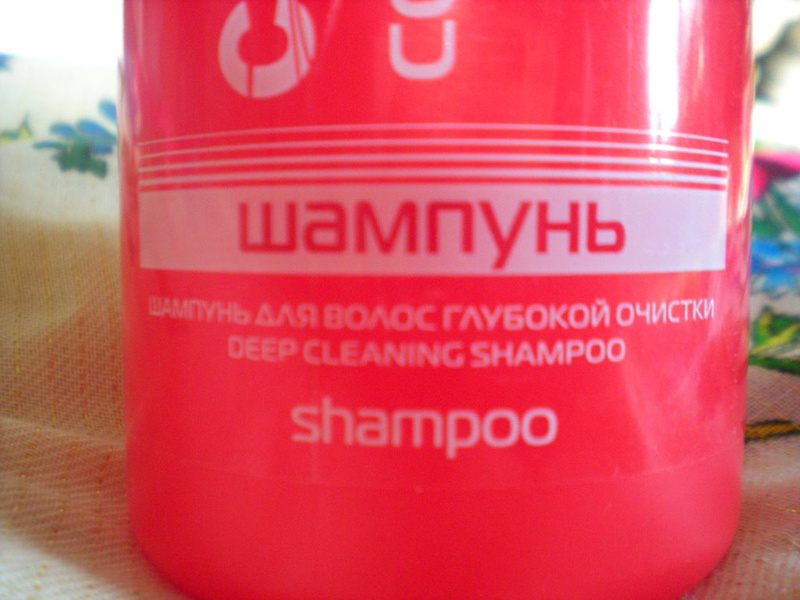 шампунь
ШАМПУНЬ ДЛЯ ВОЛОС ГЛУБОКОЙ ОЧИСТКИ
DEEP CLEANING SHAMPOO
shampoo